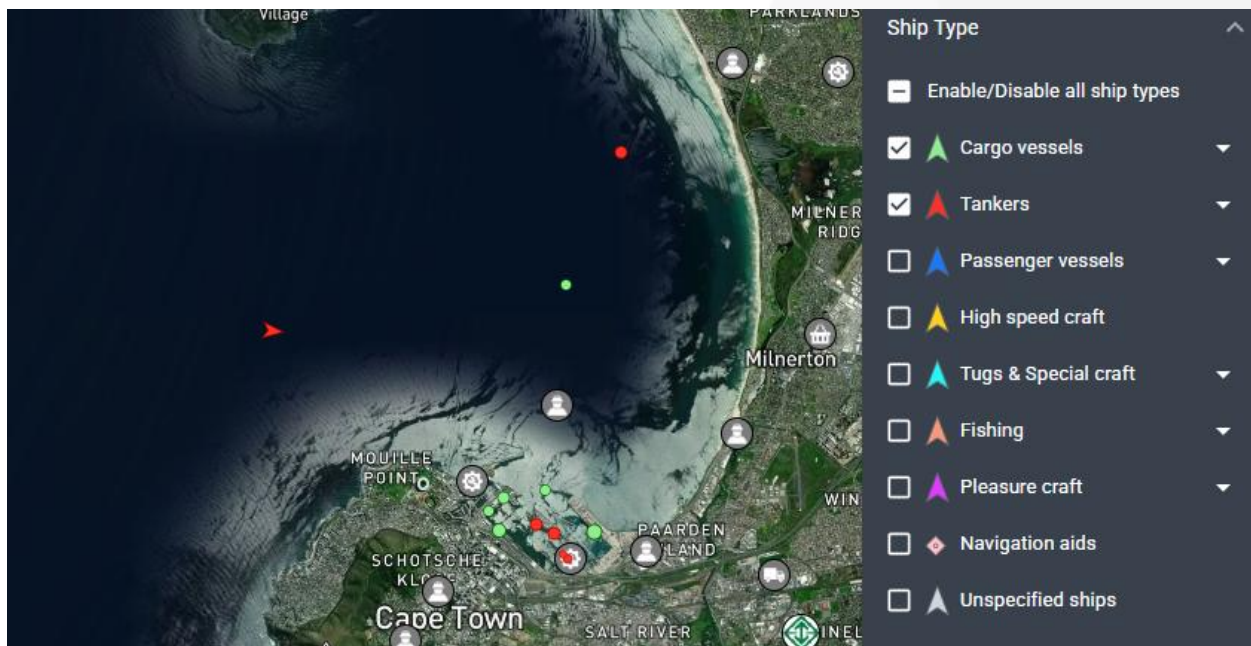 Village
PARKLANDS
MILNER
RIDG
Milnerton
MOUILLE
POINT
WIN
PAARDEN
LAND
SCHOTSCHE
KLO
Cape Town
SALT RIVER
INEL
Ship Type
Enable/Disable all ship types
Cargo vessels
Tankers
Passenger vessels
High speed craft
Tugs & Special craft
Fishing
Pleasure craft
Navigation aids
Unspecified ships